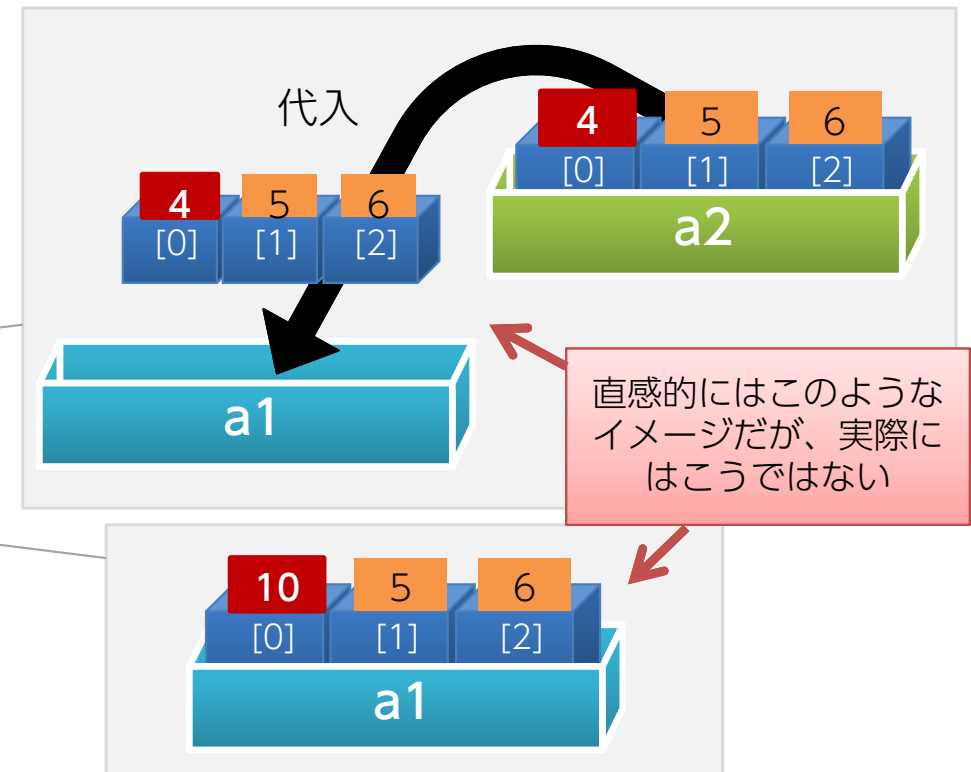 代入
4 5 6
[0] [1] [2]
a2
4 5 6
[0] [1] [2]
a1
直感的にはこのような
イメージだが、実際に
はこうではない
10 5 6
[0] [1] [2]
a1